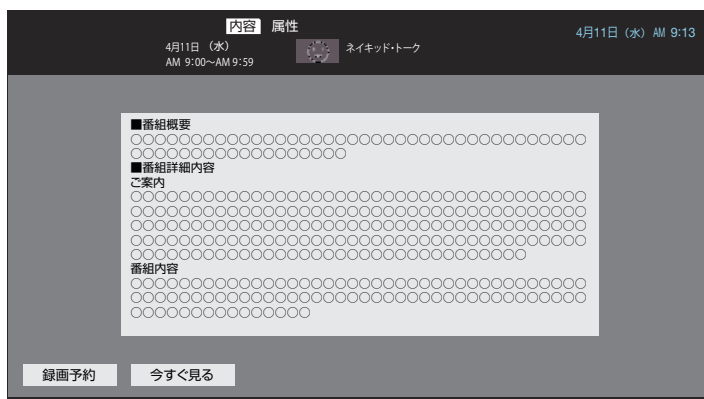 内容 属性
4月11日（水）AM 9:13
4月11日（水）
AM 9:00～AM9:59
ネイキッド・トーク
■番組概要
○○○○○○○○○○○○○○○○○○○○○○○○○○○○○○○○○○○○○○
○○○○○○○○○○○○○○○○○○
■番組詳細内容
ご案内
○○○○○○○○○○○○○○○○○○○○○○○○○○○○○○○○○○○○○○
○○○○○○○○○○○○○○○○○○○○○○○○○○○○○○○○○○○○○○
○○○○○○○○○○○○○○○○○○○○○○○○○○○○○○○○○○○○○○
○○○○○○○○○○○○○○○○○○○○○○○○○○○○○○○○○○○○○○
○○○○○○○○○○○○○○○○○○○○○○○○○○○○○○○○○
番組内容
○○○○○○○○○○○○○○○○○○○○○○○○○○○○○○○○○○○○○○
○○○○○○○○○○○○○○○○○○○○○○○○○○○○○○○○○○○○○○
○○○○○○○○○○○○○○○
録画予約 今すぐ見る